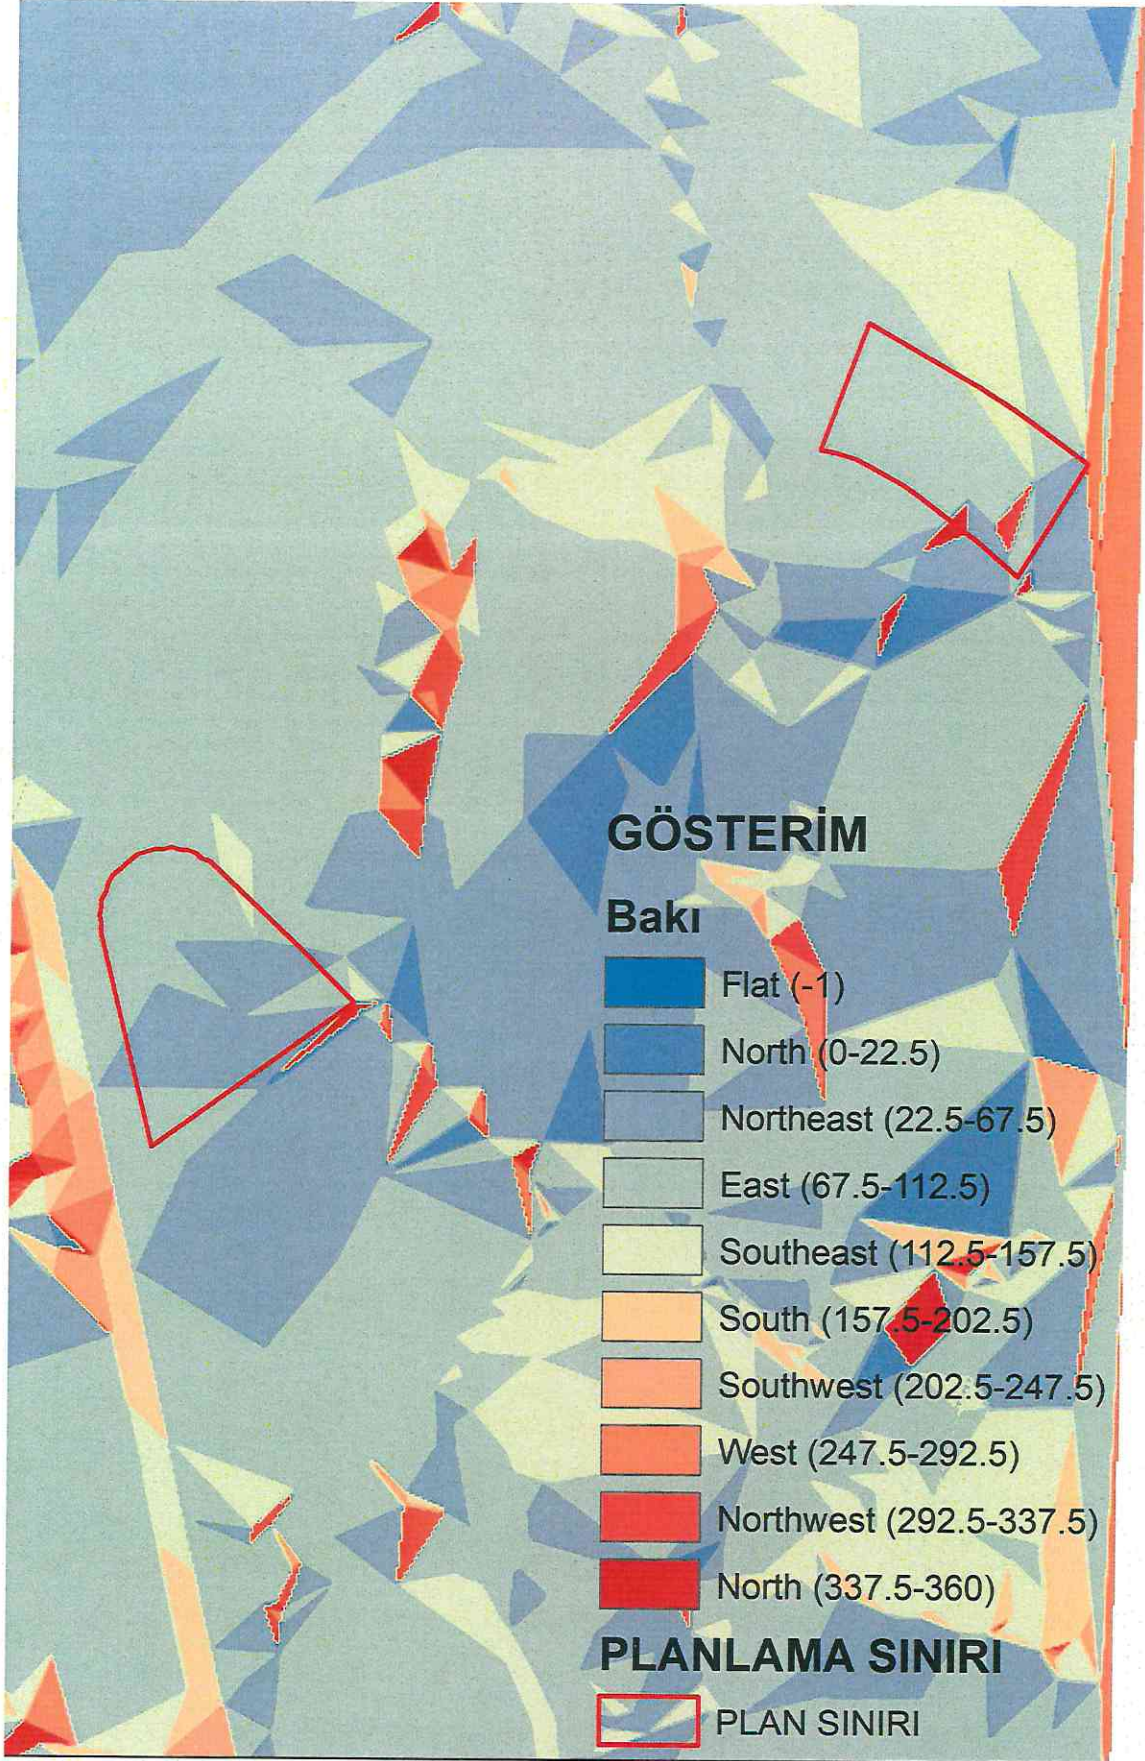 GÖSTERİM
Bakı
Flat (-1)
North (0-22.5)
Northeast (22.5-67.5)
East (67.5-112.5)
Southeast (112.5-157.5)
South (157.5-202.5)
Southwest (202.5-247.5)
West (247.5-292.5)
Northwest (292.5-337.5)
North (337.5-360)
PLANLAMA SINIRI
PLAN SINIRI